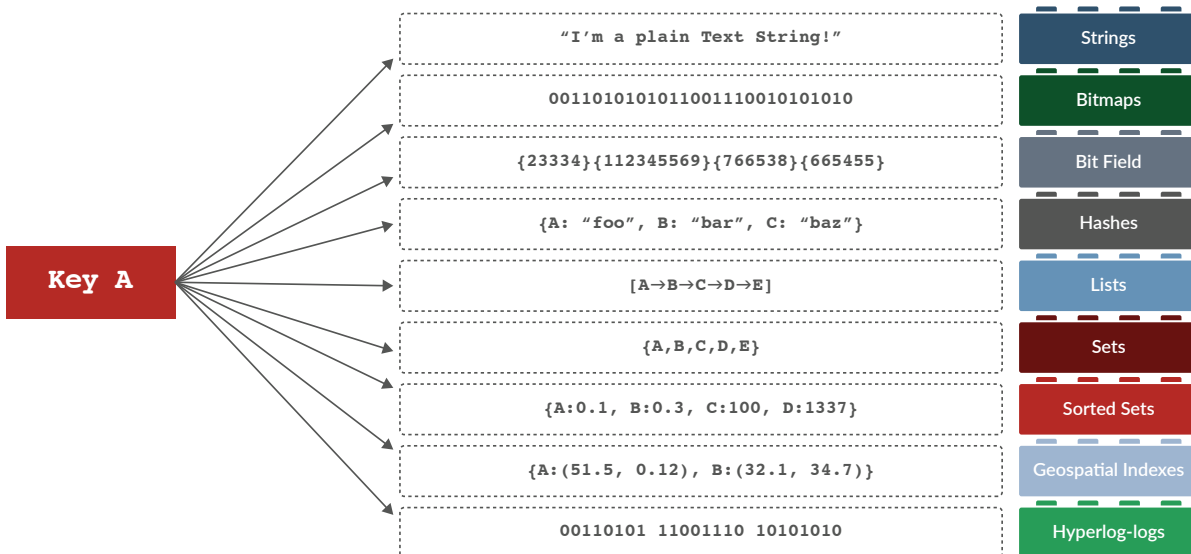 “I’m a plain Text String!”
Strings
0011010101011001110010101010
Bitmaps
{23334}{112345569}{766538}{665455}
Bit Field
{A: “foo”, B: “bar”, C: “baz”}
Hashes
Key A
[A→B→C→D→E]
Lists
{A,B,C,D,E}
Sets
{A:0.1, B:0.3, C:100, D:1337}
Sorted Sets
{A:(51.5, 0.12), B:(32.1, 34.7)}
Geospatial Indexes
00110101 11001110 10101010
Hyperlog-logs